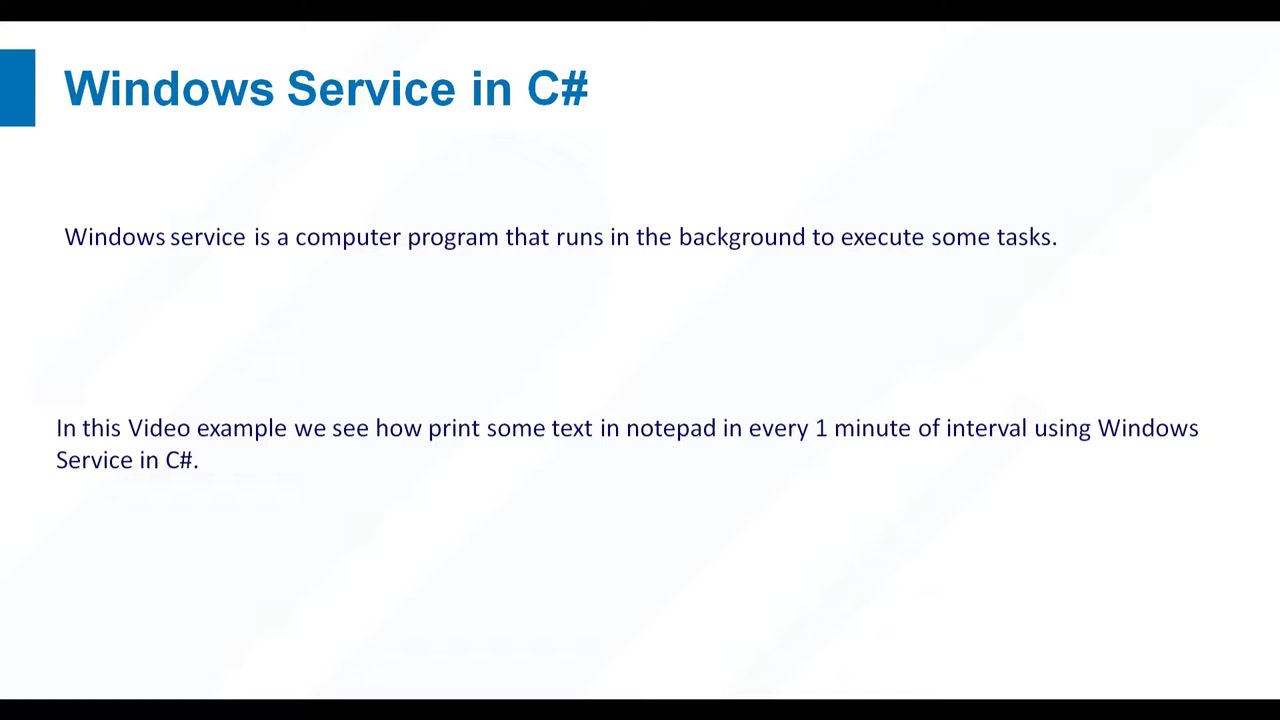 Windows Service in C#
Windows service is a computer program that runs in the background to execute some tasks.
In this Video example we see how print some text in notepad in every 1 minute of interval using Windows
Service in C#.